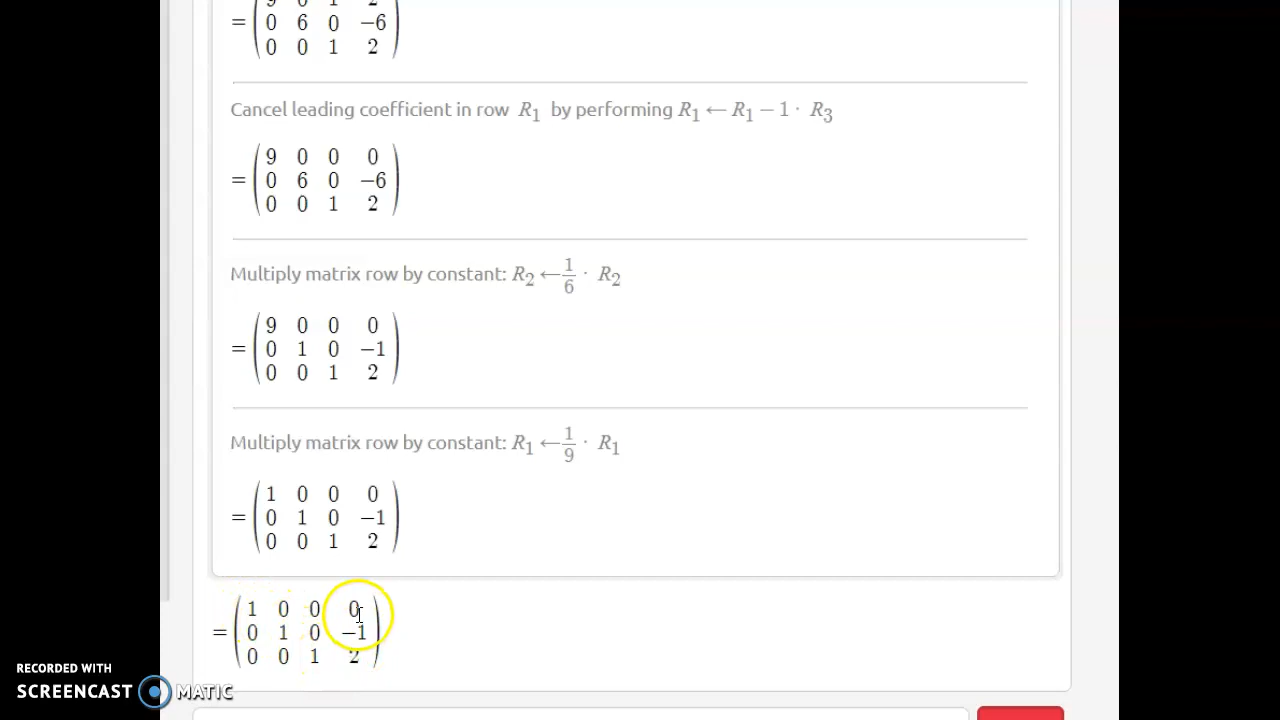 9 0 1 2
= 0 6 0 −6
0 0 1 2
Cancel leading coefficient in row R1 by performing R1 ← R1 − 1 · R3
9 0 0 0
= 0 6 0 −6
0 0 1 2
Multiply matrix row by constant: R2 ← 1/6 · R2
9 0 0 0
= 0 1 0 −1
0 0 1 2
Multiply matrix row by constant: R1 ← 1/9 · R1
1 0 0 0
= 0 1 0 −1
0 0 1 2
1 0 0 0
= 0 1 0 −1
0 0 1 2
RECORDED WITH
SCREENCAST MATIC